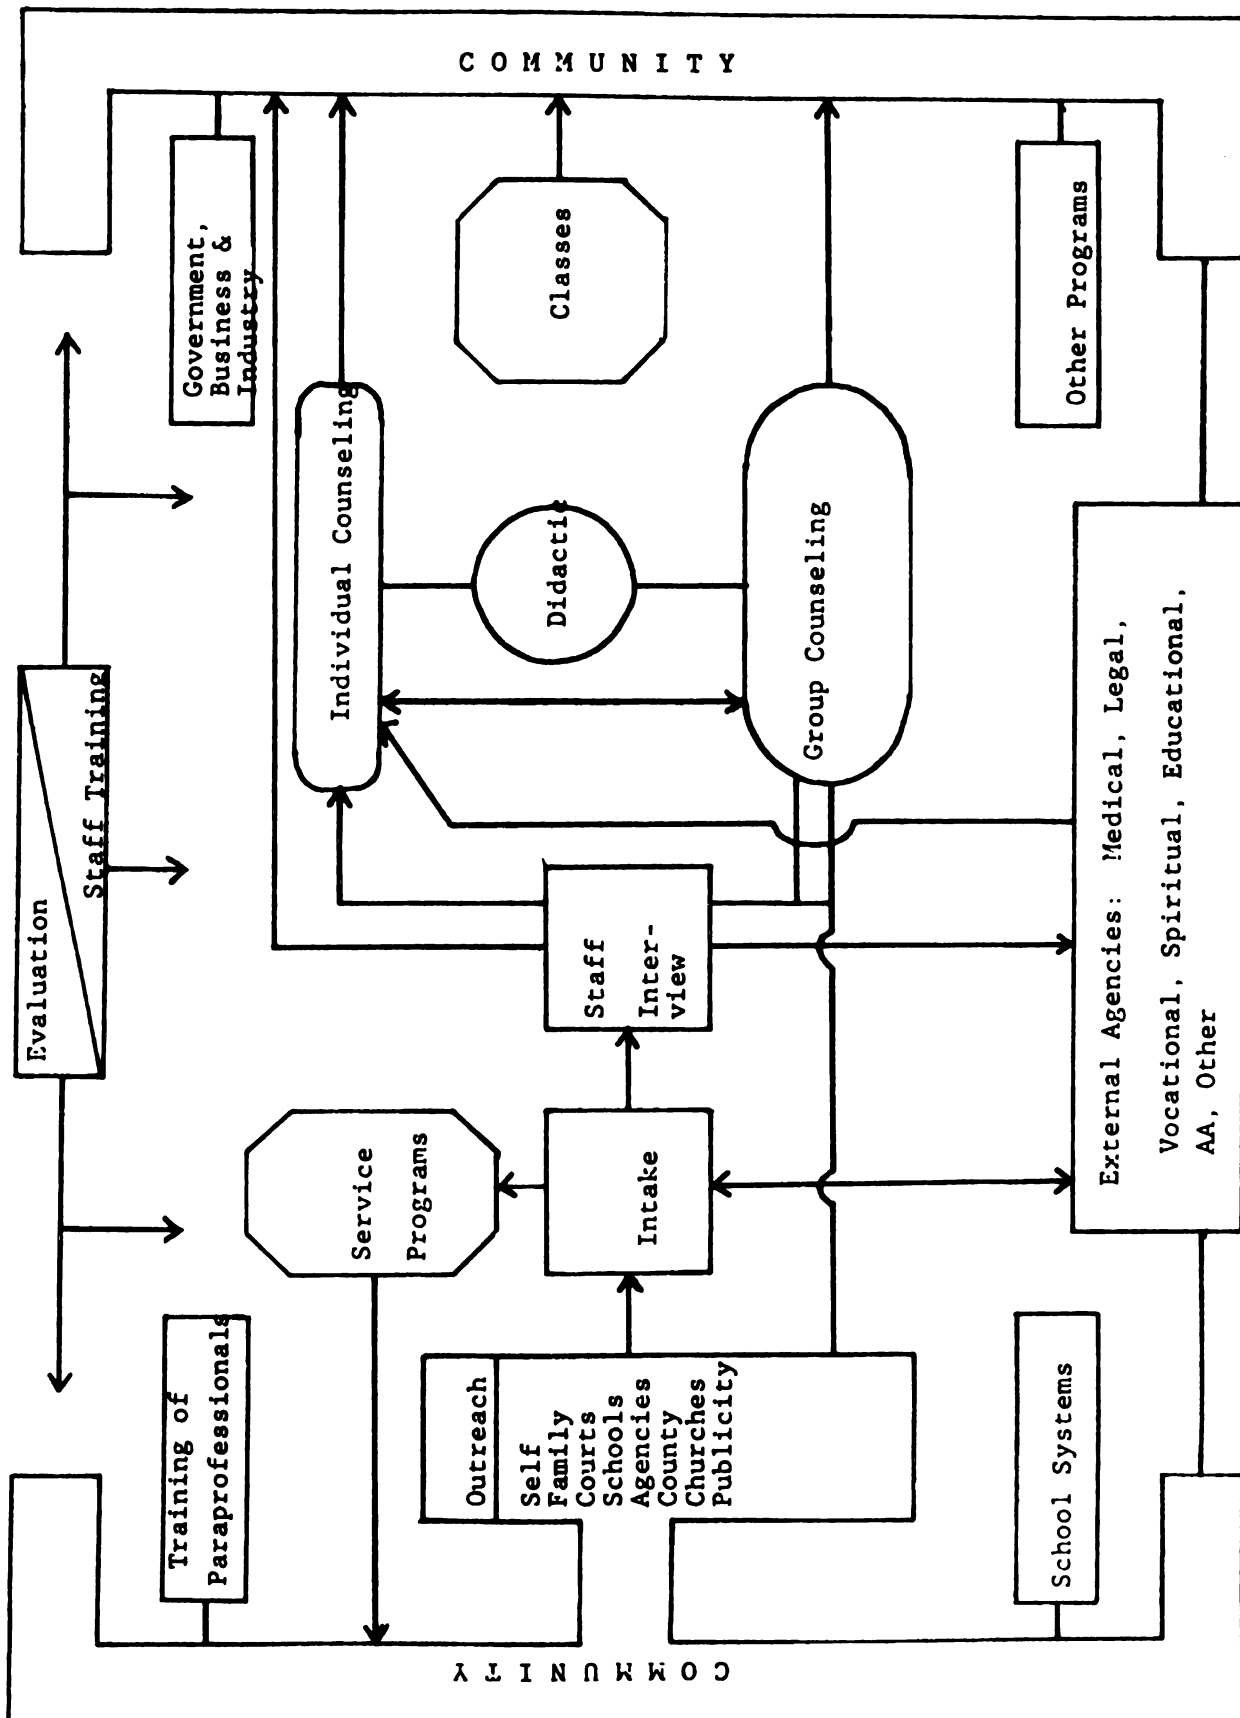 COMMUNITY
Evaluation
Staff Training
Training of
Paraprofessionals
Government,
Business &
Industry
Service
Programs
Individual Counseling
Outreach
Self
Family
Courts
Schools
Agencies
County
Churches
Publicity
Intake
Staff
Inter-
view
Didactic
Classes
Group Counseling
School Systems
External Agencies: Medical, Legal,
Vocational, Spiritual, Educational,
AA, Other
Other Programs
COMMUNITY